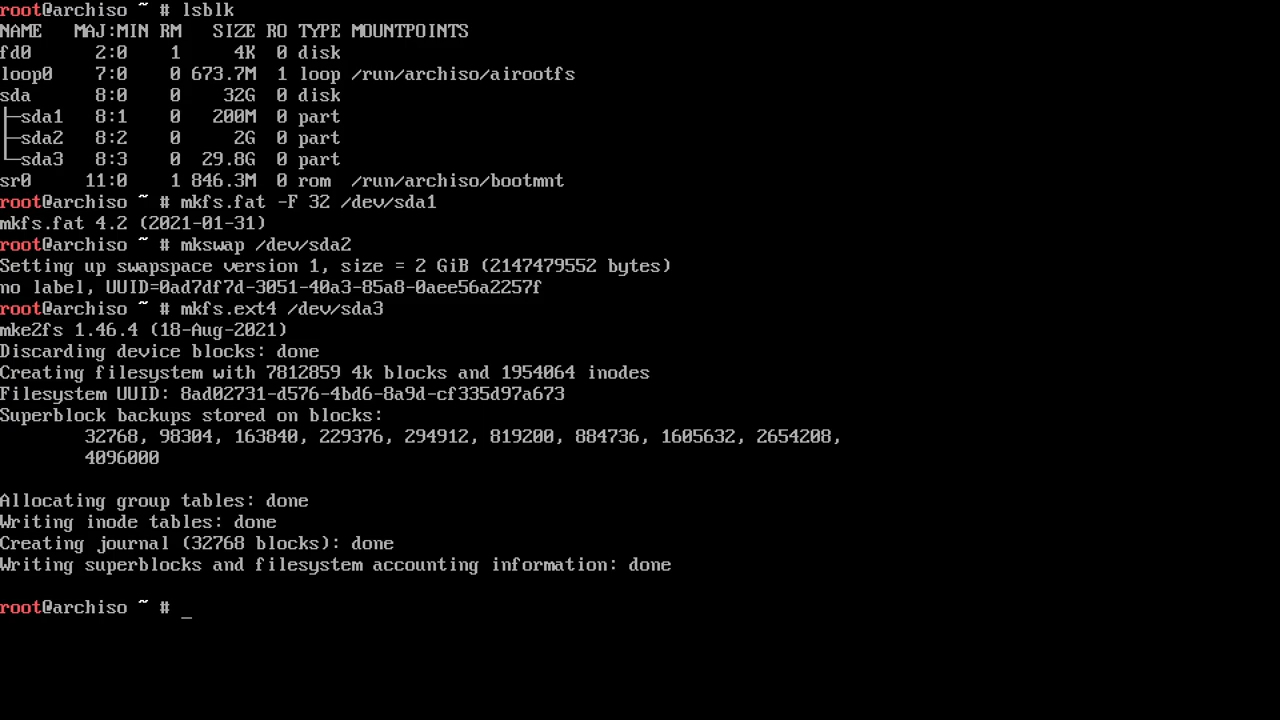 root@archiso ~ # lsblk
NAME   MAJ:MIN RM   SIZE RO TYPE MOUNTPOINTS
fd0      2:0    1     4K  0 disk
loop0    7:0    0 673.7M  1 loop /run/archiso/airootfs
sda      8:0    0    32G  0 disk
├─sda1   8:1    0   200M  0 part
├─sda2   8:2    0     2G  0 part
└─sda3   8:3    0  29.8G  0 part
sr0     11:0    1 846.3M  0 rom  /run/archiso/bootmnt
root@archiso ~ # mkfs.fat -F 32 /dev/sda1
mkfs.fat 4.2 (2021-01-31)
root@archiso ~ # mkswap /dev/sda2
Setting up swapspace version 1, size = 2 GiB (2147479552 bytes)
no label, UUID=0ad7df7d-3051-40a3-85a8-0aee56a2257f
root@archiso ~ # mkfs.ext4 /dev/sda3
mke2fs 1.46.4 (18-Aug-2021)
Discarding device blocks: done
Creating filesystem with 7812859 4k blocks and 1954064 inodes
Filesystem UUID: 8ad02731-d576-4bd6-8a9d-cf335d97a673
Superblock backups stored on blocks:
        32768, 98304, 163840, 229376, 294912, 819200, 884736, 1605632, 2654208,
        4096000
Allocating group tables: done
Writing inode tables: done
Creating journal (32768 blocks): done
Writing superblocks and filesystem accounting information: done
root@archiso ~ # _